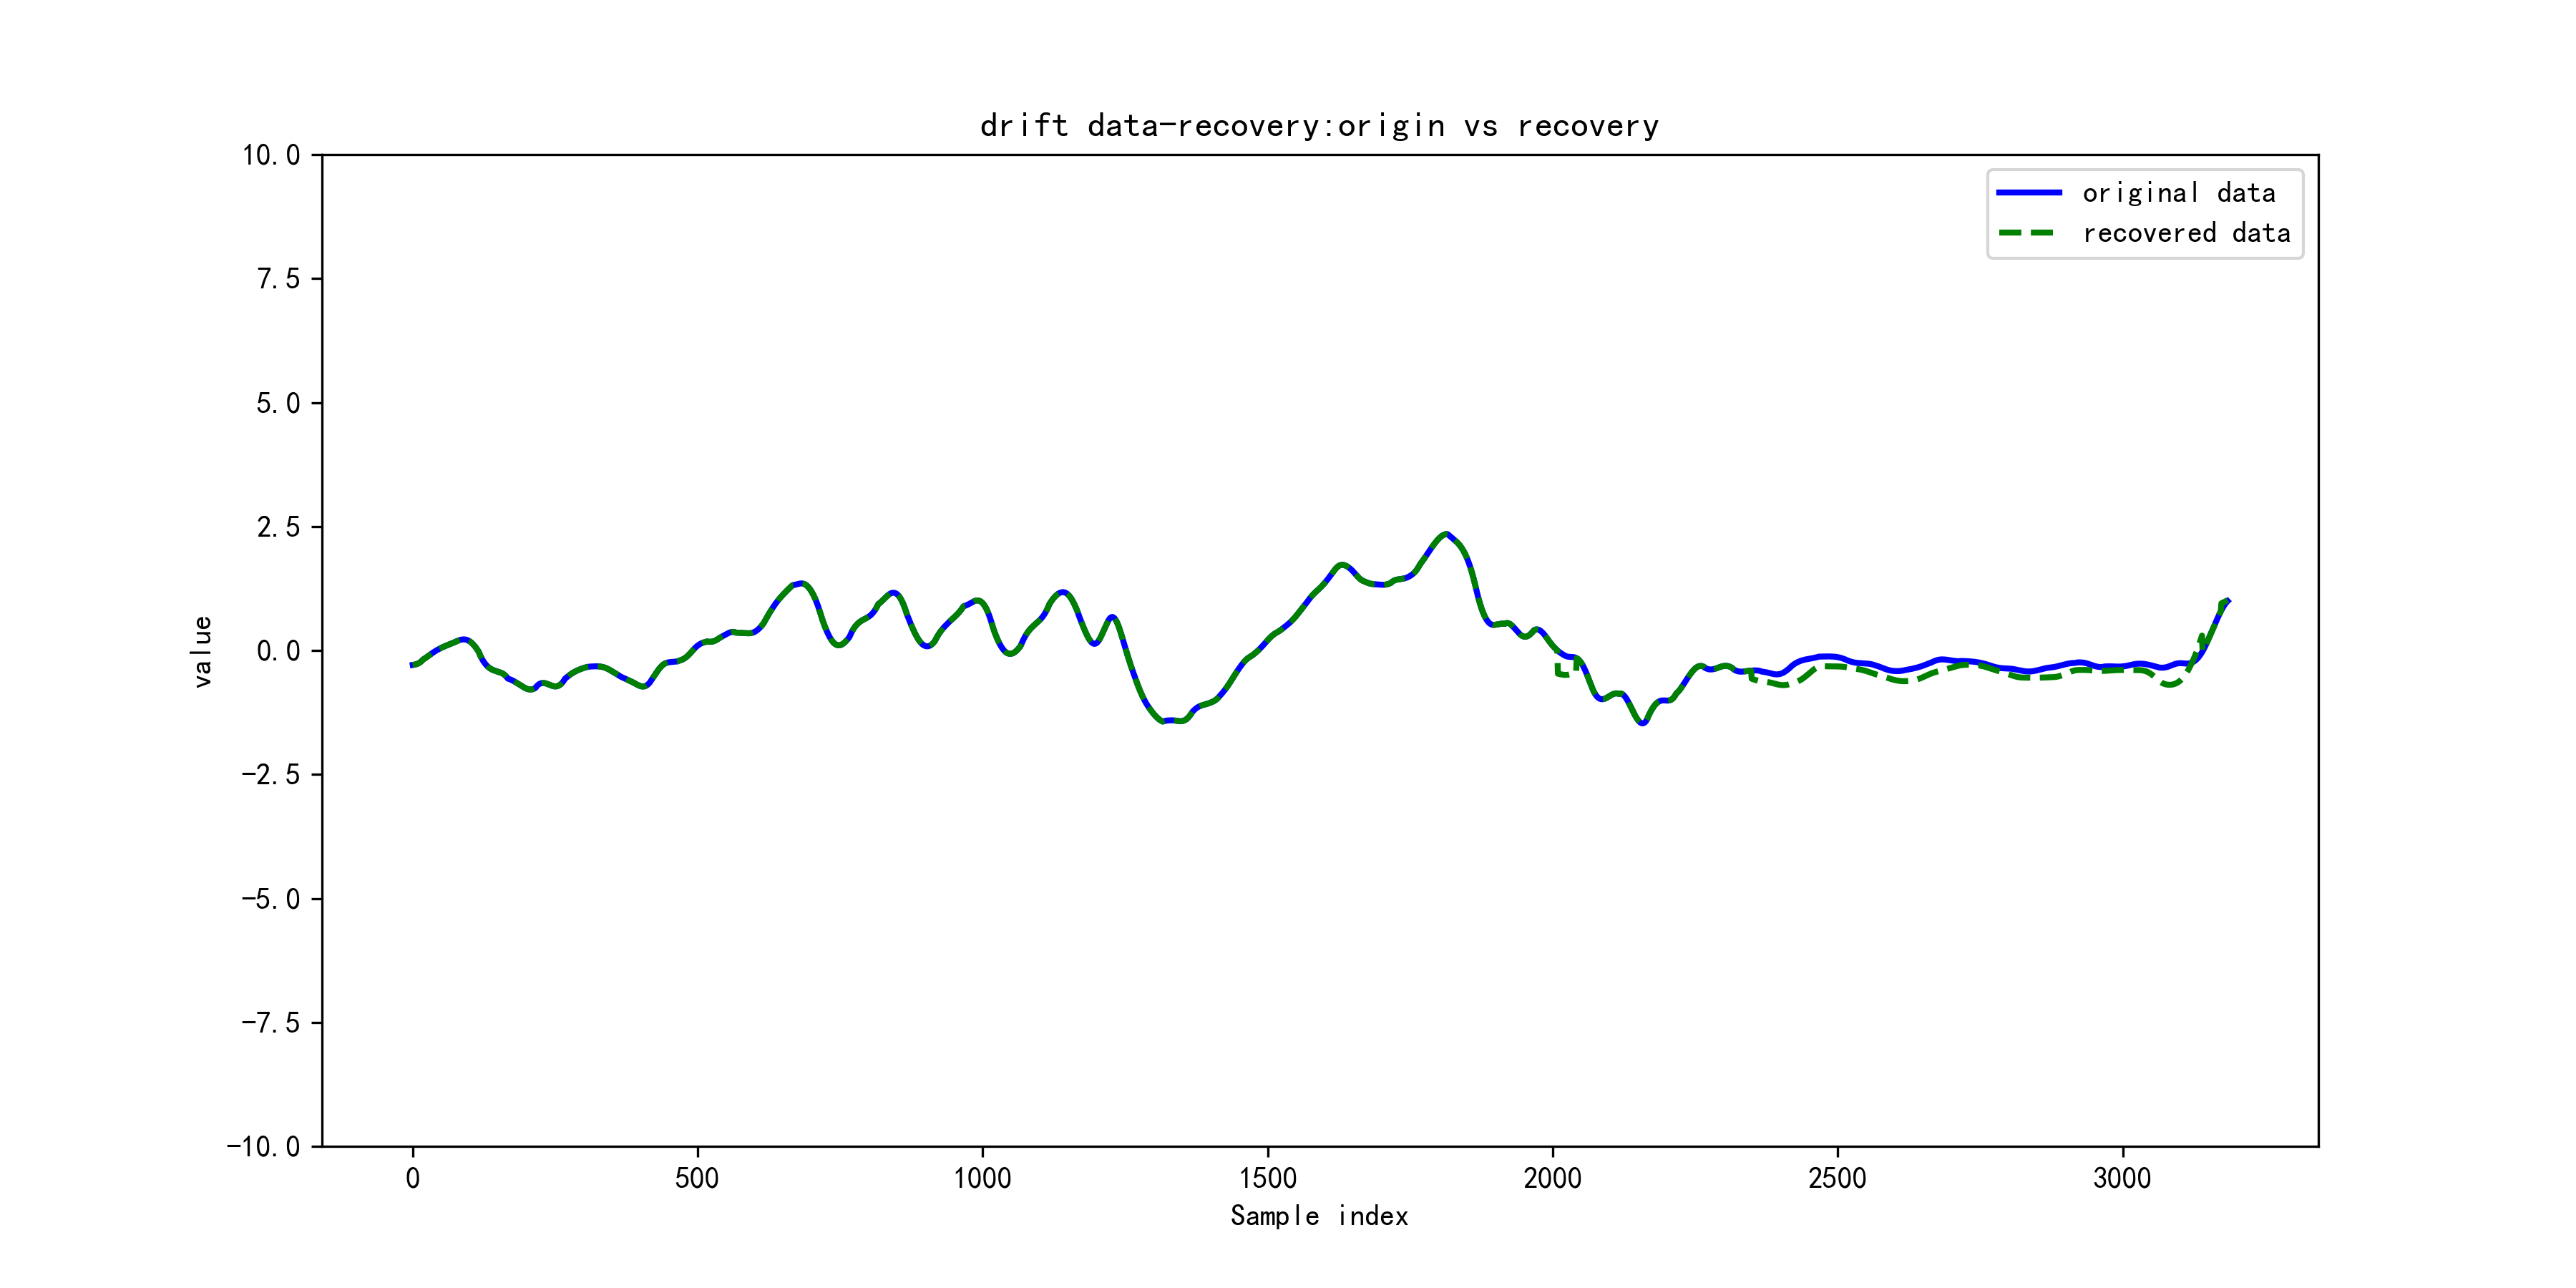 drift data-recovery:origin vs recovery
10.0
7.5
5.0
2.5
0.0
-2.5
-5.0
-7.5
-10.0
value
original data
recovered data
0 500 1000 1500 2000 2500 3000
Sample index